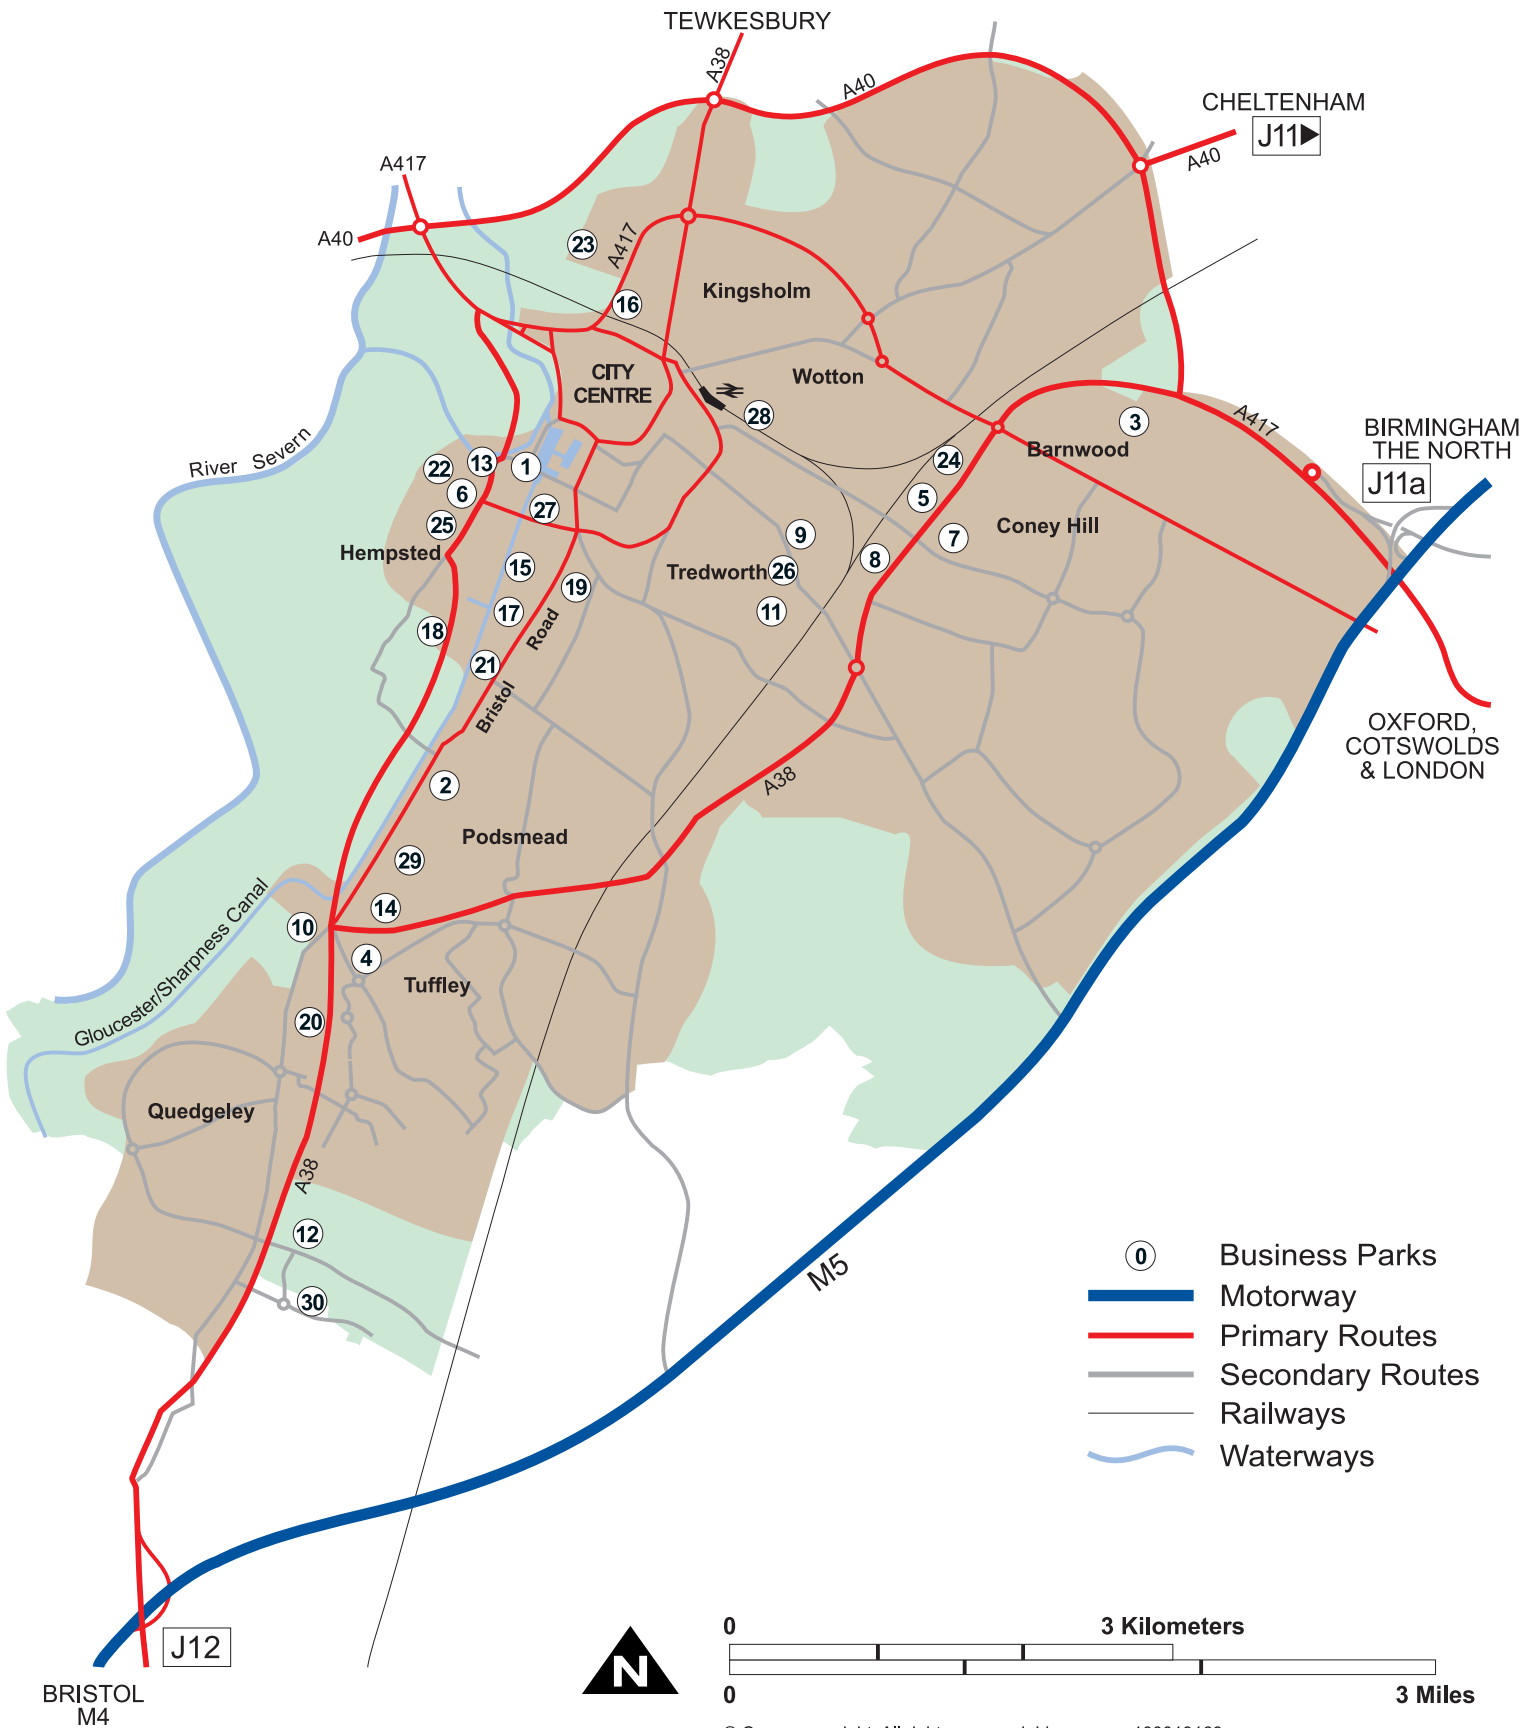 TEWKESBURY
A38
A40
CHELTENHAM
J11
A40
A417
A40
23
A417
16
Kingsholm
CITY
CENTRE
Wotton
28
3
A417
BIRMINGHAM
THE NORTH
J11a
River Severn
22
13
1
24
Barnwood
6
5
25
27
Coney Hill
9
7
Hempsted
15
Tredworth
26
8
19
17
11
18
Road
21
Bristol
OXFORD,
COTSWOLDS
& LONDON
2
A38
Podsmead
29
14
10
Gloucester/Sharpness Canal
4
Tuffley
20
Quedgeley
A38
12
30
M5
0
Business Parks
Motorway
Primary Routes
Secondary Routes
Railways
Waterways
J12
BRISTOL
M4
N
0
3 Kilometers
0
3 Miles